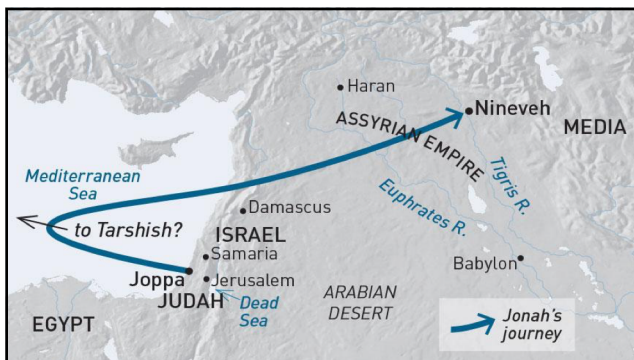 Haran
Nineveh
ASSYRIAN EMPIRE
MEDIA
Mediterranean
Sea
Tigris R.
Euphrates R.
to Tarshish?
Damascus
ISRAEL
Samaria
Babylon
Joppa
Jerusalem
JUDAH
Dead
Sea
ARABIAN
DESERT
EGYPT
Jonah's
journey